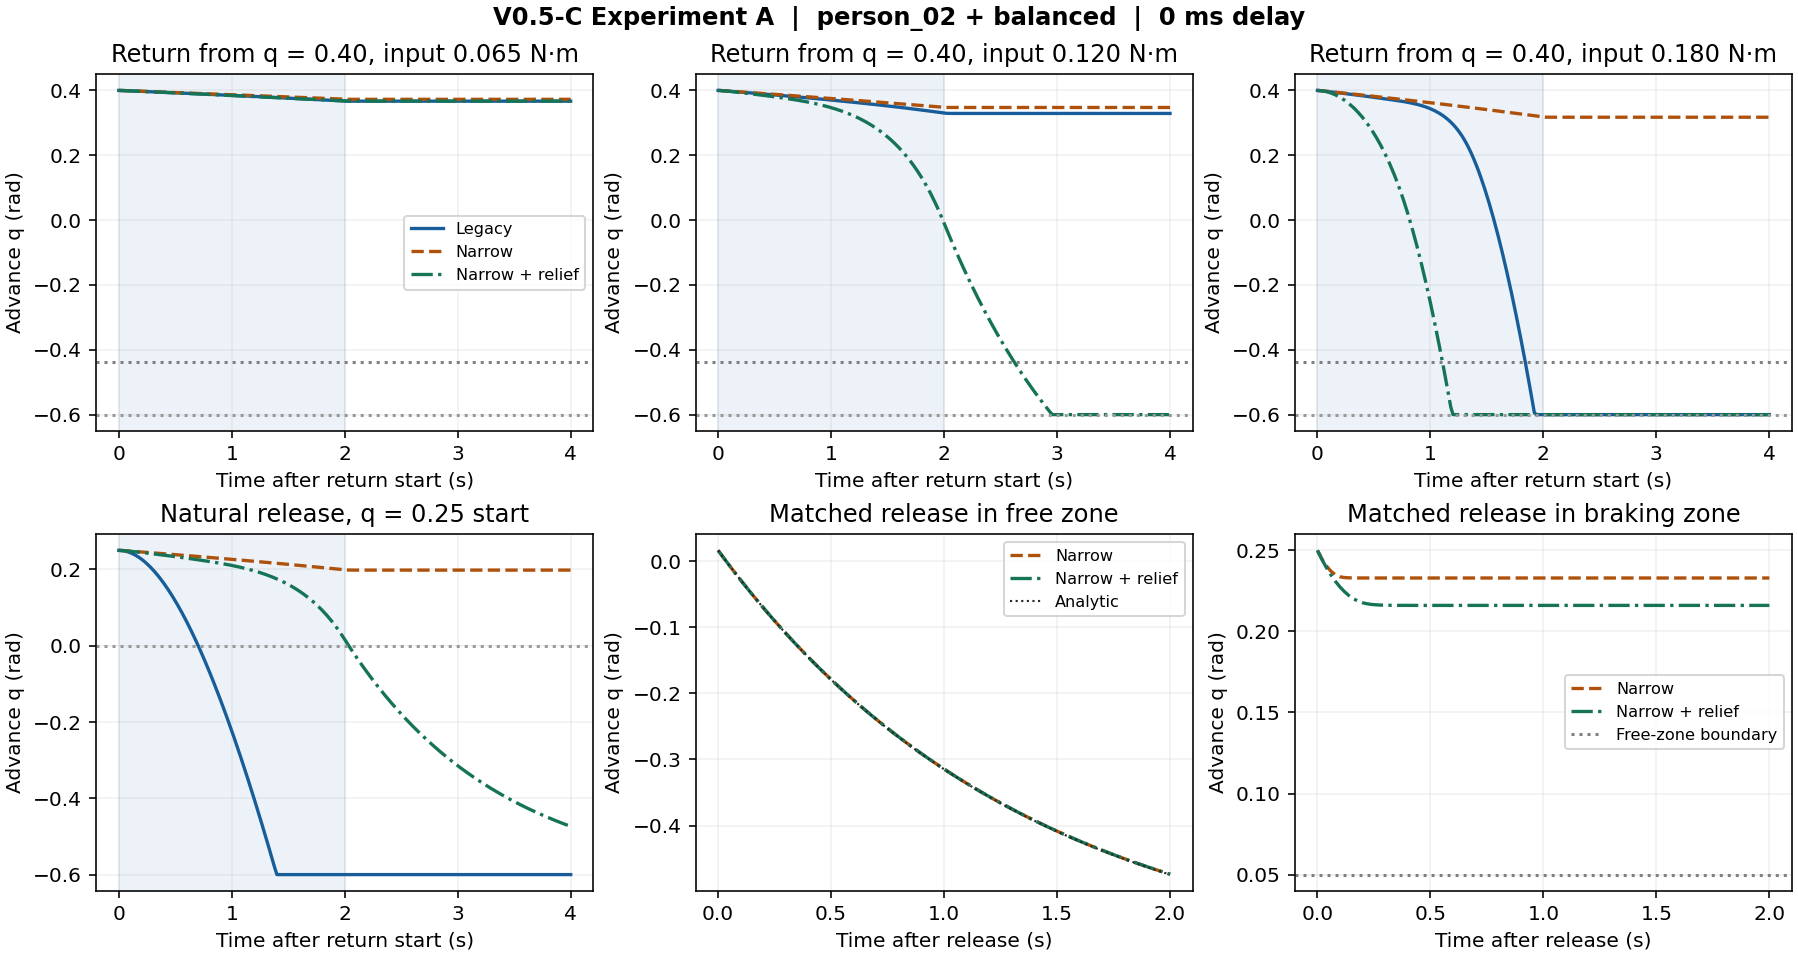 V0.5-C Experiment A | person_02 + balanced | 0 ms delay
Return from q = 0.40, input 0.065 N·m
0.4
0.2
0.0
−0.2
−0.4
−0.6
Advance q (rad)
Legacy
Narrow
Narrow + relief
0 1 2 3 4
Time after return start (s)
Return from q = 0.40, input 0.120 N·m
0.4
0.2
0.0
−0.2
−0.4
−0.6
Advance q (rad)
0 1 2 3 4
Time after return start (s)
Return from q = 0.40, input 0.180 N·m
0.4
0.2
0.0
−0.2
−0.4
−0.6
Advance q (rad)
0 1 2 3 4
Time after return start (s)
Natural release, q = 0.25 start
0.2
0.0
−0.2
−0.4
−0.6
Advance q (rad)
0 1 2 3 4
Time after return start (s)
Matched release in free zone
0.0
−0.1
−0.2
−0.3
−0.4
Advance q (rad)
Narrow
Narrow + relief
Analytic
0.0 0.5 1.0 1.5 2.0
Time after release (s)
Matched release in braking zone
0.25
0.20
0.15
0.10
0.05
Advance q (rad)
Narrow
Narrow + relief
Free-zone boundary
0.0 0.5 1.0 1.5 2.0
Time after release (s)